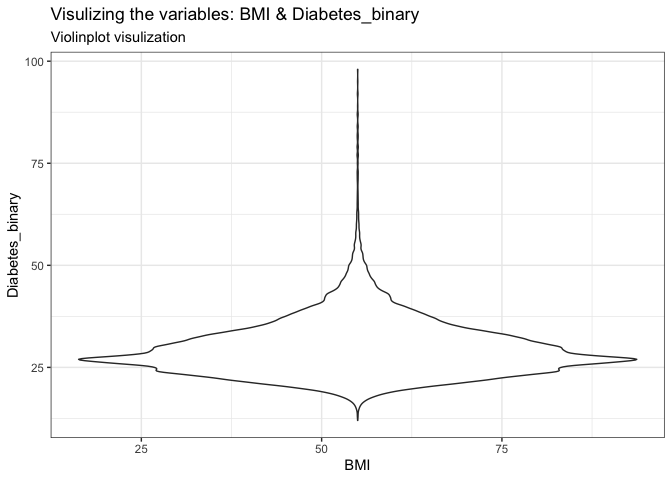 Visulizing the variables: BMI & Diabetes_binary
Violinplot visulization
100
75
50
25
Diabetes_binary
25
50
75
BMI